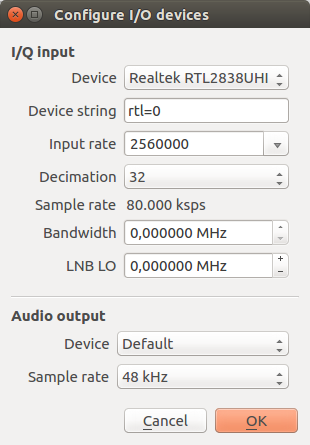 Configure I/O devices
I/Q input
Device Realtek RTL2838UHI
Device string rtl=0
Input rate 2560000
Decimation 32
Sample rate 80.000 ksps
Bandwidth 0,000000 MHz
LNB LO 0,000000 MHz
Audio output
Device Default
Sample rate 48 kHz
Cancel OK